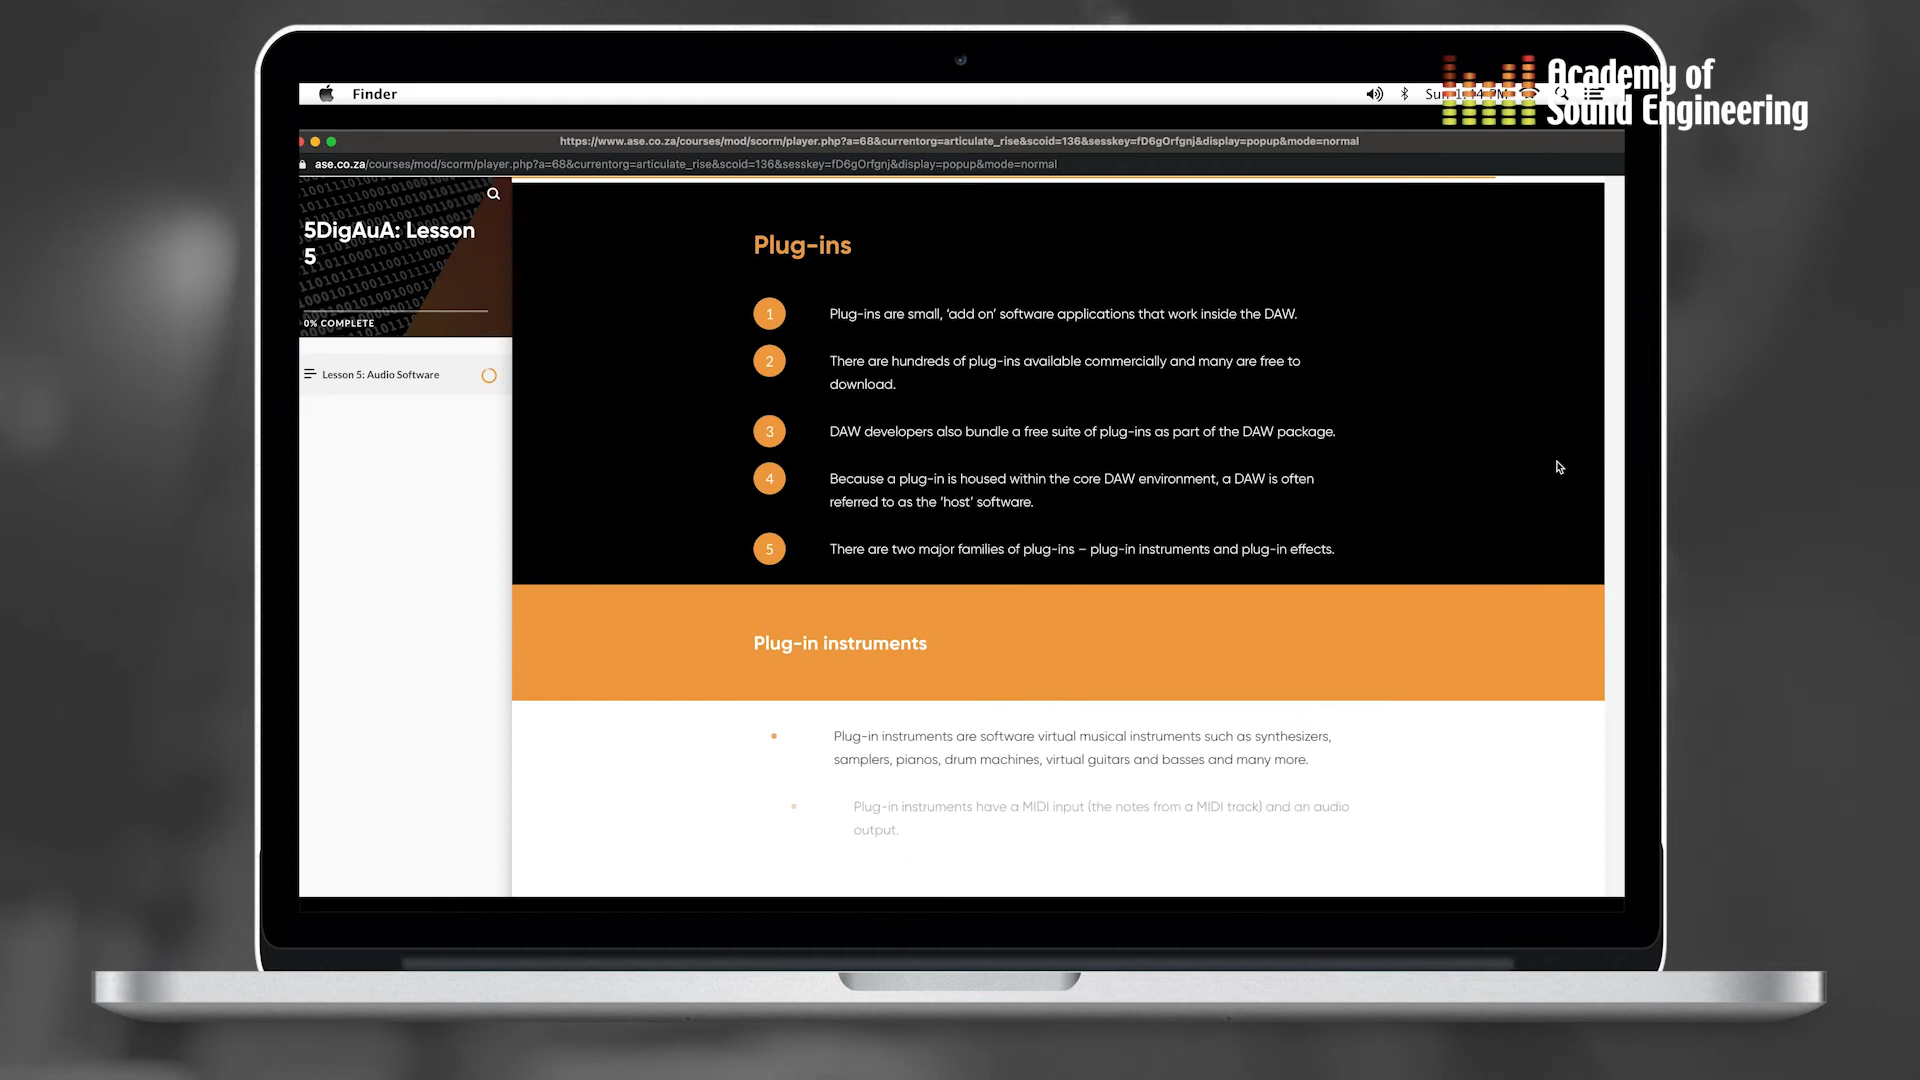 Academy of
Sound Engineering
Finder
https://www.ase.co.za/courses/mod/scorm/player.php?a=68&currentorg=articulate_rise&scoid=136&sesskey=fD6gOrfgnj&display=popup&mode=normal
ase.co.za/courses/mod/scorm/player.php?a=68&currentorg=articulate_rise&scoid=136&sesskey=fD6gOrfgnj&display=popup&mode=normal
5DigAuA: Lesson
5
0% COMPLETE
Lesson 5: Audio Software
Plug-ins
1 Plug-ins are small, ‘add on’ software applications that work inside the DAW.
2 There are hundreds of plug-ins available commercially and many are free to
download.
3 DAW developers also bundle a free suite of plug-ins as part of the DAW package.
4 Because a plug-in is housed within the core DAW environment, a DAW is often
referred to as the ‘host’ software.
5 There are two major families of plug-ins – plug-in instruments and plug-in effects.
Plug-in instruments
• Plug-in instruments are software virtual musical instruments such as synthesizers,
samplers, pianos, drum machines, virtual guitars and basses and many more.
• Plug-in instruments have a MIDI input (the notes from a MIDI track) and an audio
output.